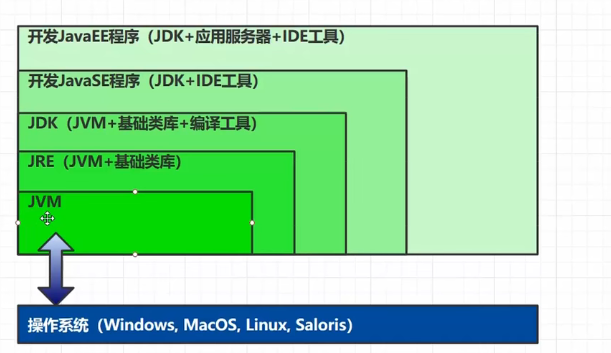 开发JavaEE程序（JDK+应用服务器+IDE工具）
开发JavaSE程序（JDK+IDE工具）
JDK（JVM+基础类库+编译工具）
JRE（JVM+基础类库）
JVM
操作系统（Windows, MacOS, Linux, Saloris）